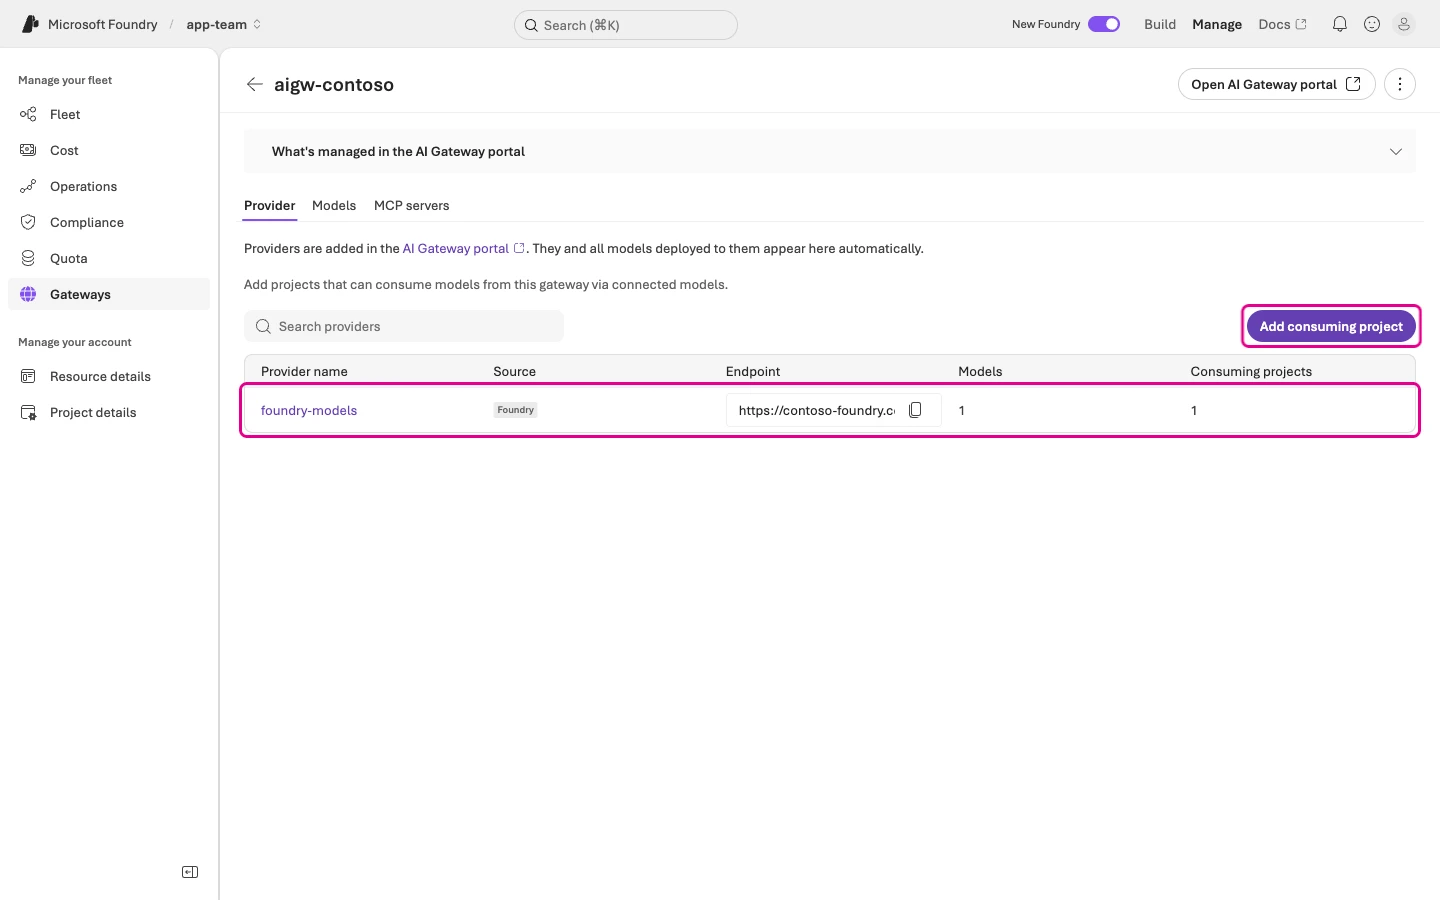 Microsoft Foundry / app-team
Search (⌘K)
New Foundry
Build
Manage
Docs
Manage your fleet
Fleet
Cost
Operations
Compliance
Quota
Gateways
Manage your account
Resource details
Project details
aigw-contoso
Open AI Gateway portal
What's managed in the AI Gateway portal
Provider Models MCP servers
Providers are added in the AI Gateway portal. They and all models deployed to them appear here automatically.
Add projects that can consume models from this gateway via connected models.
Search providers
Add consuming project
Provider name Source Endpoint Models Consuming projects
foundry-models Foundry https://contoso-foundry.c 1 1